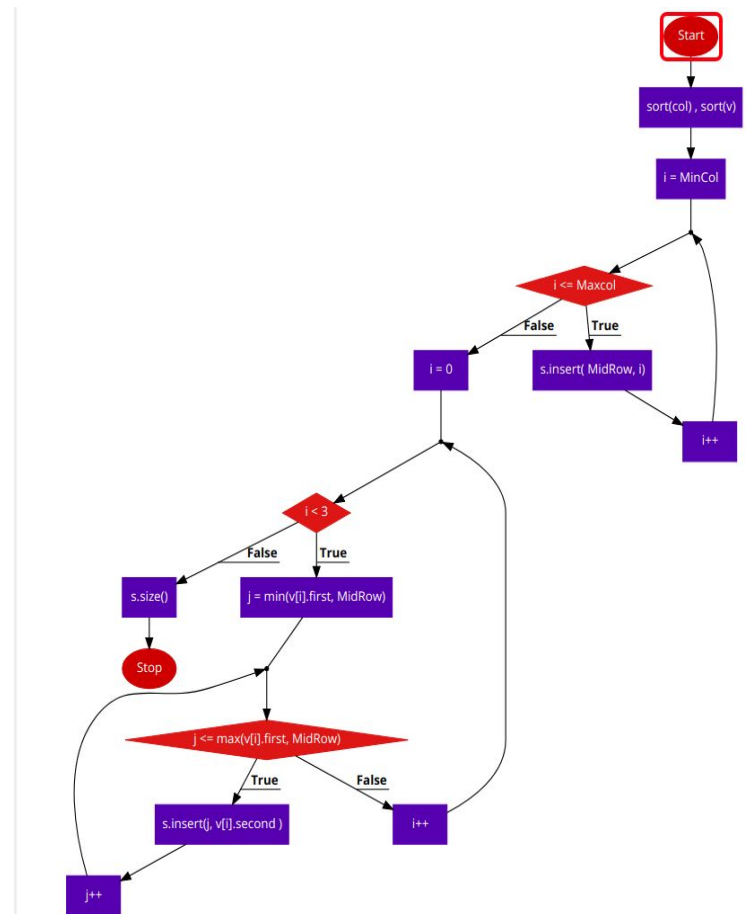 Start
sort(col) , sort(v)
i = MinCol
i <= Maxcol
False
True
i = 0
s.insert( MidRow, i)
i++
i < 3
False
True
s.size()
j = min(v[i].first, MidRow)
Stop
j <= max(v[i].first, MidRow)
True
False
s.insert(j, v[i].second )
i++
j++